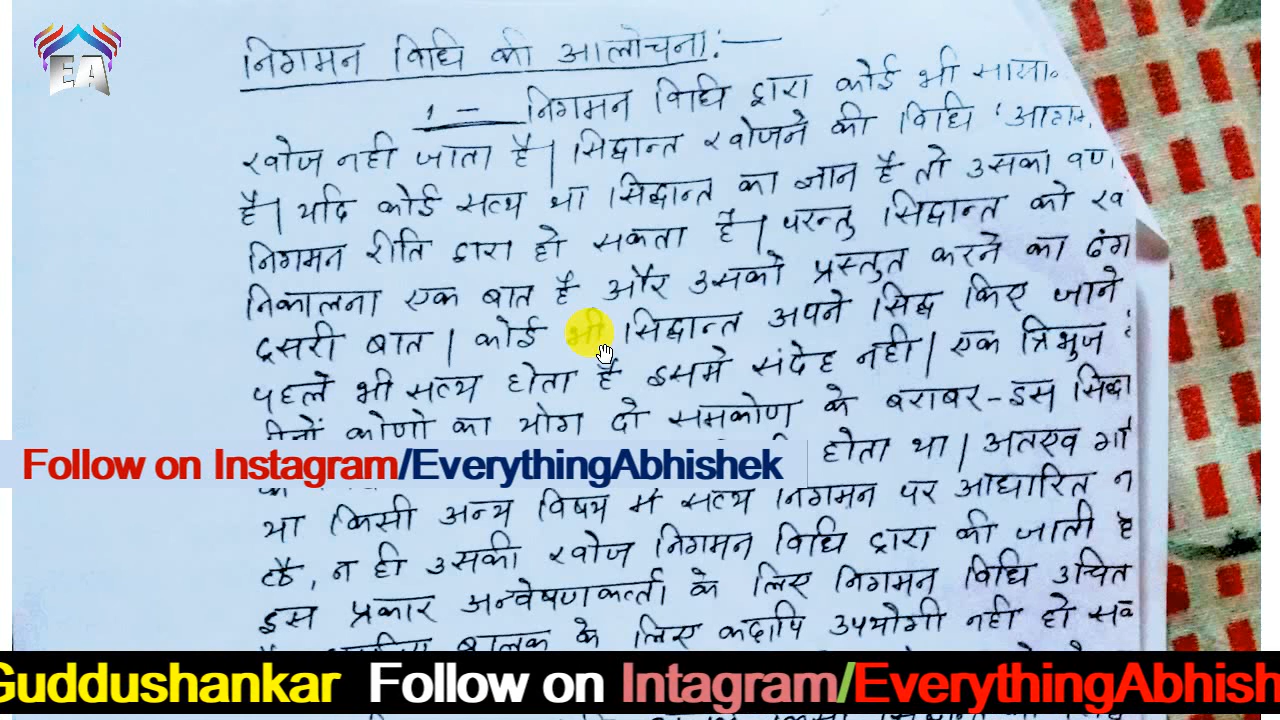 EA
निगमन विधि की आलोचना:—
1 - निगमन विधि द्वारा कोई भी
खोज नही जाता है। सिद्धान्त खोजने की विधि
है। यदि कोई सत्य या सिद्धान्त का ज्ञान है तो उसका
निगमन रीति द्वारा हो सकता है। परन्तु सिद्धान्त को
निकालना एक बात है और उसको प्रस्तुत करने का ढंग
दूसरी बात। कोई भी सिद्धान्त अपने सिद्ध किए जाने
पहले भी सत्य होता है इसमे संदेह नही। एक त्रिभुज
कोणो का योग दो समकोण के बराबर - इस
होता था। अतएव
Follow on Instagram/EverythingAbhishek
या किसी अन्य विषय में सत्य निगमन पर आधारित
है, न ही उसकी खोज निगमन विधि द्वारा की जाती
इस प्रकार अन्वेषणकर्त्ता के लिए निगमन विधि उचित
बालक के लिए कदापि उपयोगी नही हो
Guddushankar Follow on Intagram/EverythingAbhish